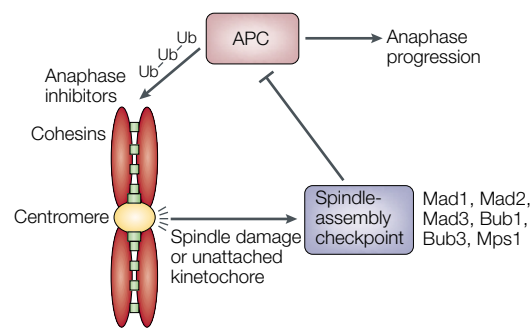 APC
Anaphase
progression
Ub
Ub
Ub
Anaphase
inhibitors
Cohesins
Centromere
Spindle damage
or unattached
kinetochore
Spindle-
assembly
checkpoint
Mad1, Mad2,
Mad3, Bub1,
Bub3, Mps1